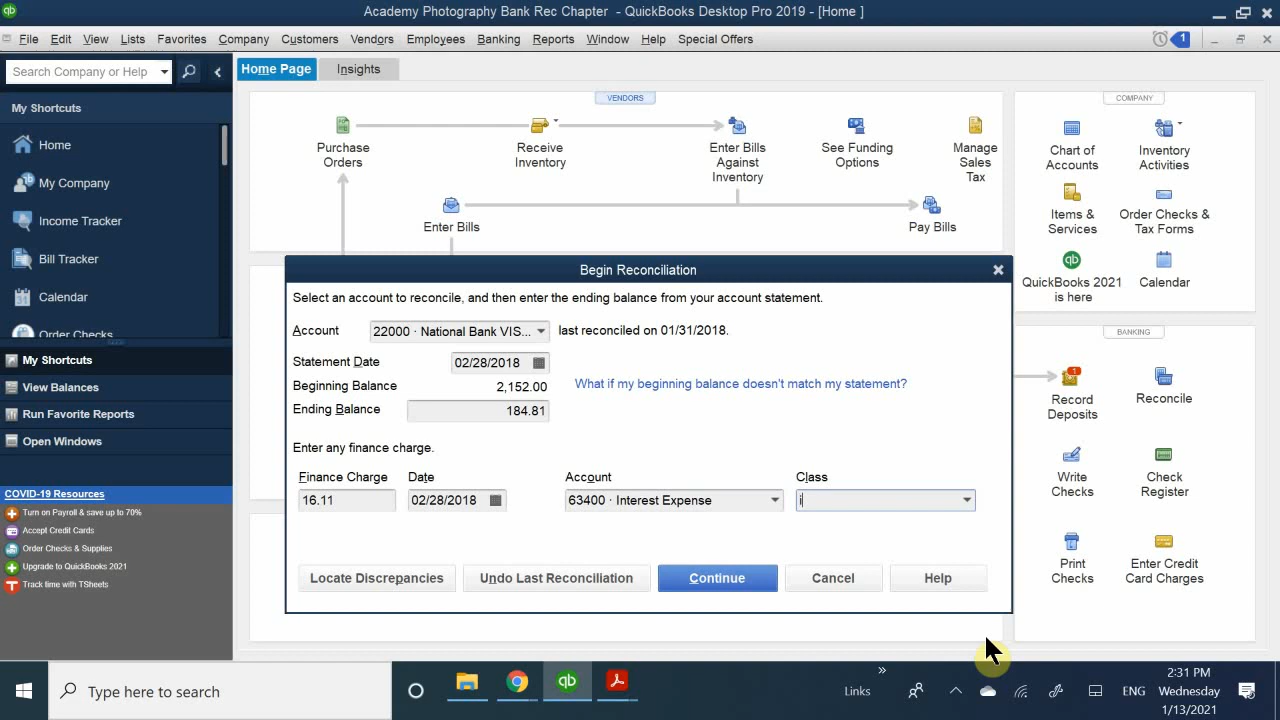 Academy Photography Bank Rec Chapter - QuickBooks Desktop Pro 2019 - [Home ]
File Edit View Lists Favorites Company Customers Vendors Employees Banking Reports Window Help Special Offers
1
Search Company or Help
Home Page Insights
My Shortcuts
Home
My Company
Income Tracker
Bill Tracker
Calendar
Order Checks
My Shortcuts
View Balances
Run Favorite Reports
Open Windows
COVID-19 Resources
Turn on Payroll & save up to 70%
Accept Credit Cards
Order Checks & Supplies
Upgrade to QuickBooks 2021
Track time with TSheets
VENDORS
Purchase
Orders
Receive
Inventory
Enter Bills
Against
Inventory
See Funding
Options
Manage
Sales
Tax
Enter Bills
Pay Bills
COMPANY
Chart of
Accounts
Inventory
Activities
Items &
Services
Order Checks &
Tax Forms
qb
QuickBooks 2021
is here
Calendar
BANKING
1
Record
Deposits
Reconcile
Write
Checks
Check
Register
Print
Checks
Enter Credit
Card Charges
Begin Reconciliation
Select an account to reconcile, and then enter the ending balance from your account statement.
Account 22000 · National Bank VIS... last reconciled on 01/31/2018.
Statement Date 02/28/2018
Beginning Balance 2,152.00 What if my beginning balance doesn't match my statement?
Ending Balance 184.81
Enter any finance charge.
Finance Charge Date Account Class
16.11 02/28/2018 63400 · Interest Expense i
Locate Discrepancies Undo Last Reconciliation Continue Cancel Help
Type here to search
qb
Links
ENG
2:31 PM
Wednesday
1/13/2021